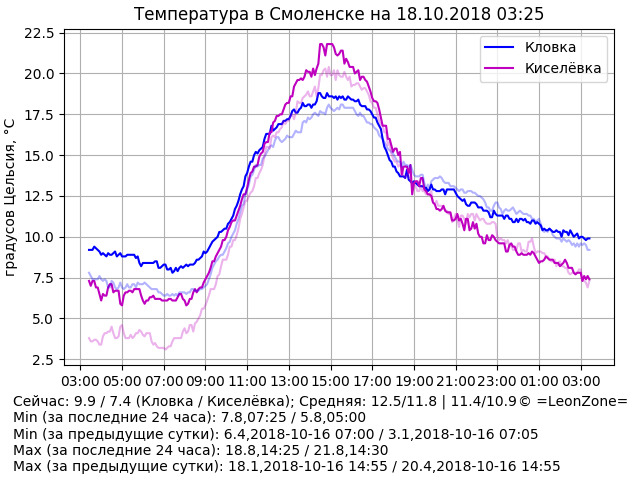 Температура в Смоленске на 18.10.2018 03:25
Кловка
Киселёвка
градусов Цельсия, °C
22.5
20.0
17.5
15.0
12.5
10.0
7.5
5.0
2.5
03:00 05:00 07:00 09:00 11:00 13:00 15:00 17:00 19:00 21:00 23:00 01:00 03:00
Сейчас: 9.9 / 7.4 (Кловка / Киселёвка); Средняя: 12.5/11.8 | 11.4/10.9© =LeonZone=
Min (за последние 24 часа): 7.8,07:25 / 5.8,05:00
Min (за предыдущие сутки): 6.4,2018-10-16 07:00 / 3.1,2018-10-16 07:05
Max (за последние 24 часа): 18.8,14:25 / 21.8,14:30
Max (за предыдущие сутки): 18.1,2018-10-16 14:55 / 20.4,2018-10-16 14:55